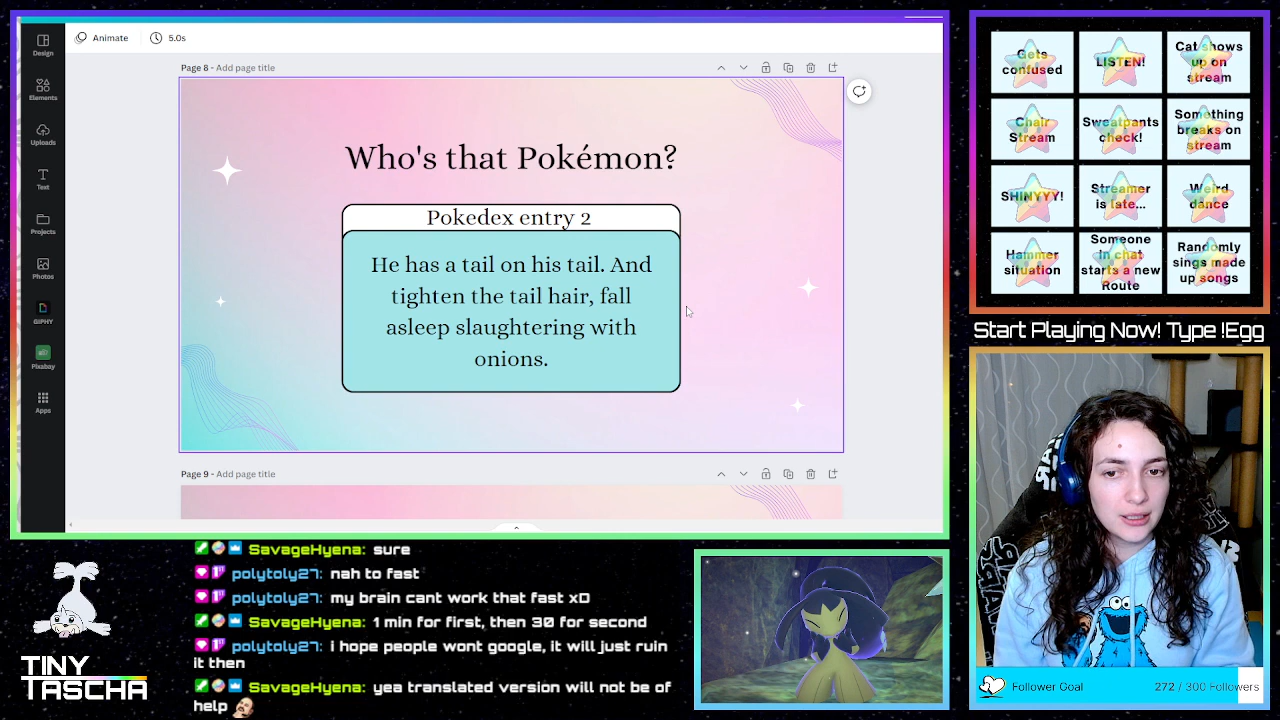 Animate
5.0s
Design
Elements
Uploads
Text
Projects
Photos
GIPHY
Pixabay
Apps
Page 8 - Add page title
Who's that Pokémon?
Pokedex entry 2
He has a tail on his tail. And
tighten the tail hair, fall
asleep slaughtering with
onions.
Page 9 - Add page title
Gets
confused
LISTEN!
Cat shows
up on
stream
Chair
Stream
Sweatpants
check!
Something
breaks on
stream
SHINYYY!
Streamer
is late...
Weird
dance
Hammer
situation
Someone
in chat
starts a new
Route
Randomly
sings made
up songs
Start Playing Now! Type !Egg
SavageHyena: sure
polytoly27: nah to fast
polytoly27: my brain cant work that fast xD
SavageHyena: 1 min for first, then 30 for second
polytoly27: i hope people wont google, it will just ruin
it then
SavageHyena: yea translated version will not be of
help
TINY
TASCHA
Follower Goal
272 / 300 Followers